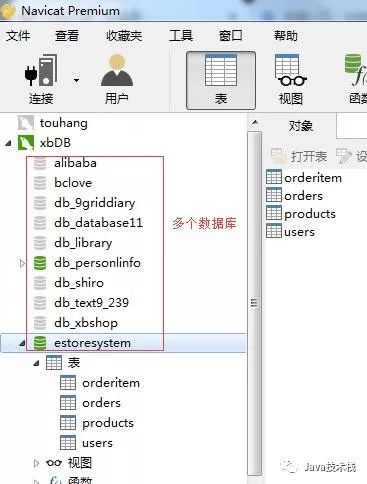 Navicat Premium
文件 查看 收藏夹 工具 窗口 帮助
连接 用户 表 视图 函数
touhang
xbDB
alibaba
bclove
db_9griddiary
db_database11
db_library
db_personlinfo
db_shiro
db_text9_239
db_xbshop
estoresystem
表
orderitem
orders
products
users
视图
函数
多个数据库
对象
打开表 设
orderitem
orders
products
users
Java技术栈